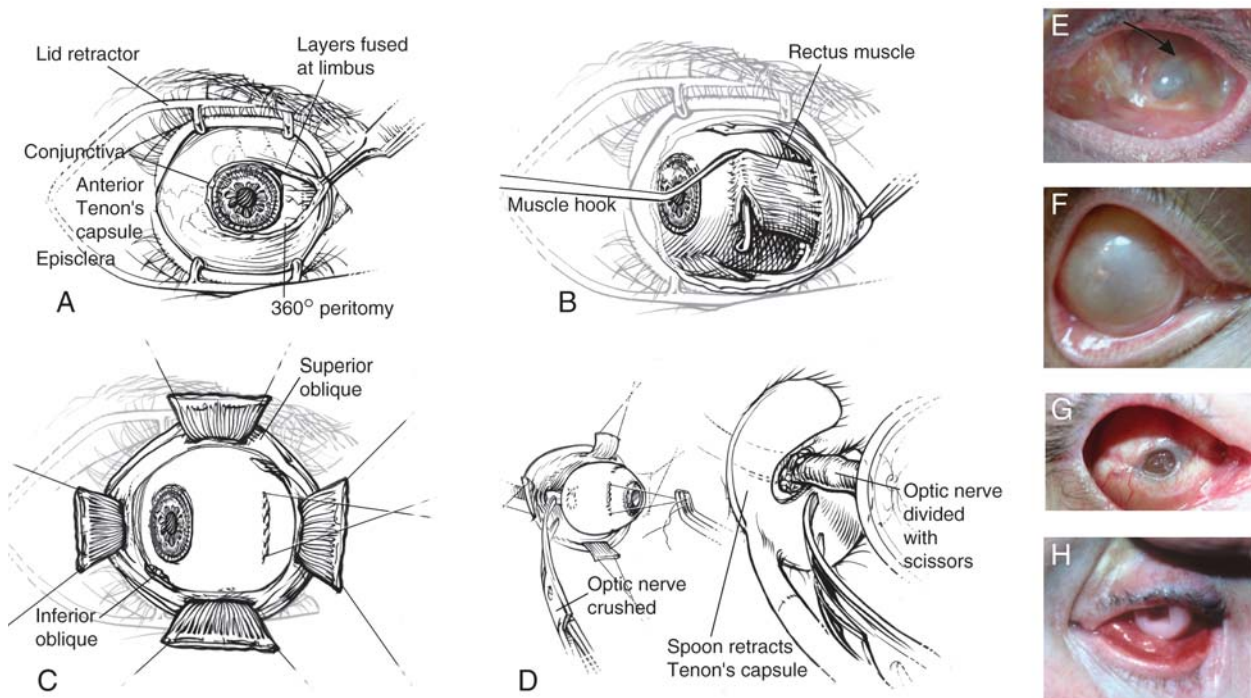 Lid retractor
Layers fused
at limbus
Conjunctiva
Anterior
Tenon's
capsule
Episclera
360° peritomy
A
Rectus muscle
Muscle hook
B
Superior
oblique
Inferior
oblique
C
Optic nerve
crushed
Optic nerve
divided
with
scissors
Spoon retracts
Tenon's capsule
D
E
F
G
H